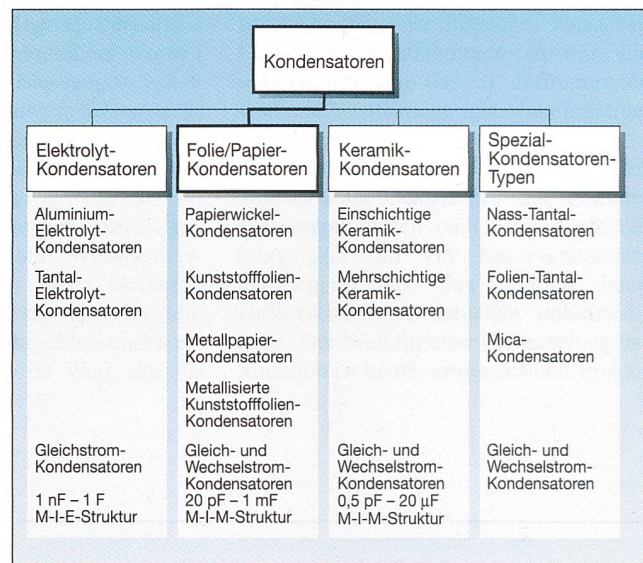 Kondensatoren
Elektrolyt-
Kondensatoren
Aluminium-
Elektrolyt-
Kondensatoren
Tantal-
Elektrolyt-
Kondensatoren
Gleichstrom-
Kondensatoren
1 nF – 1 F
M-I-E-Struktur
Folie/Papier-
Kondensatoren
Papierwickel-
Kondensatoren
Kunststofffolien-
Kondensatoren
Metallpapier-
Kondensatoren
Metallisierte
Kunststofffolien-
Kondensatoren
Gleich- und
Wechselstrom-
Kondensatoren
20 pF – 1 mF
M-I-M-Struktur
Keramik-
Kondensatoren
Einschichtige
Keramik-
Kondensatoren
Mehrschichtige
Keramik-
Kondensatoren
Gleich- und
Wechselstrom-
Kondensatoren
0,5 pF – 20 µF
M-I-M-Struktur
Spezial-
Kondensatoren-
Typen
Nass-Tantal-
Kondensatoren
Folien-Tantal-
Kondensatoren
Mica-
Kondensatoren
Gleich- und
Wechselstrom-
Kondensatoren